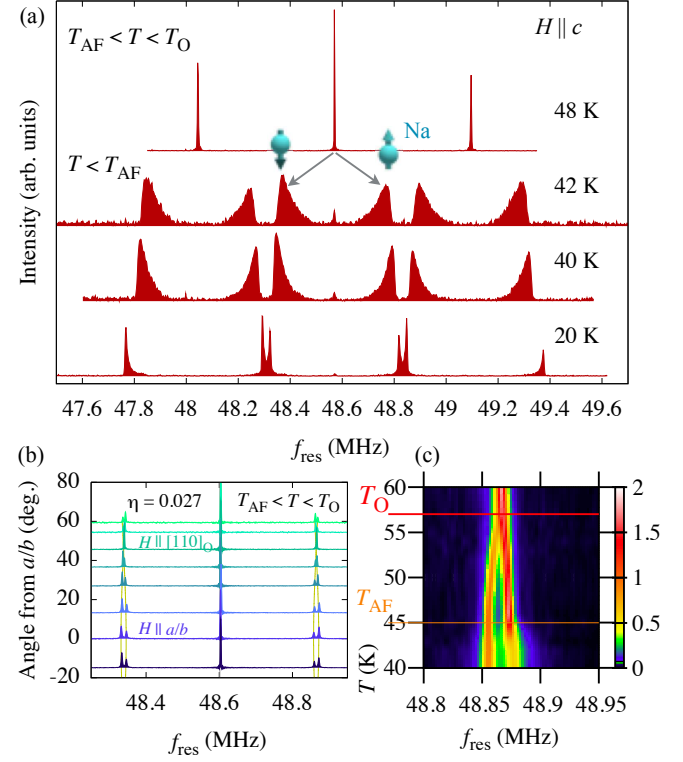 (a)
T_AF < T < T_O
H || c
48 K
Na
T < T_AF
42 K
40 K
20 K
Intensity (arb. units)
47.6 47.8 48 48.2 48.4 48.6 48.8 49 49.2 49.4 49.6
f_res (MHz)
(b)
80
60
40
20
0
-20
Angle from a/b (deg.)
η = 0.027
T_AF < T < T_O
H || [110]_O
H || a/b
48.4 48.6 48.8
f_res (MHz)
(c)
60
55
50
45
40
T (K)
T_O
T_AF
2
1.5
1
0.5
0
48.8 48.85 48.9 48.95
f_res (MHz)